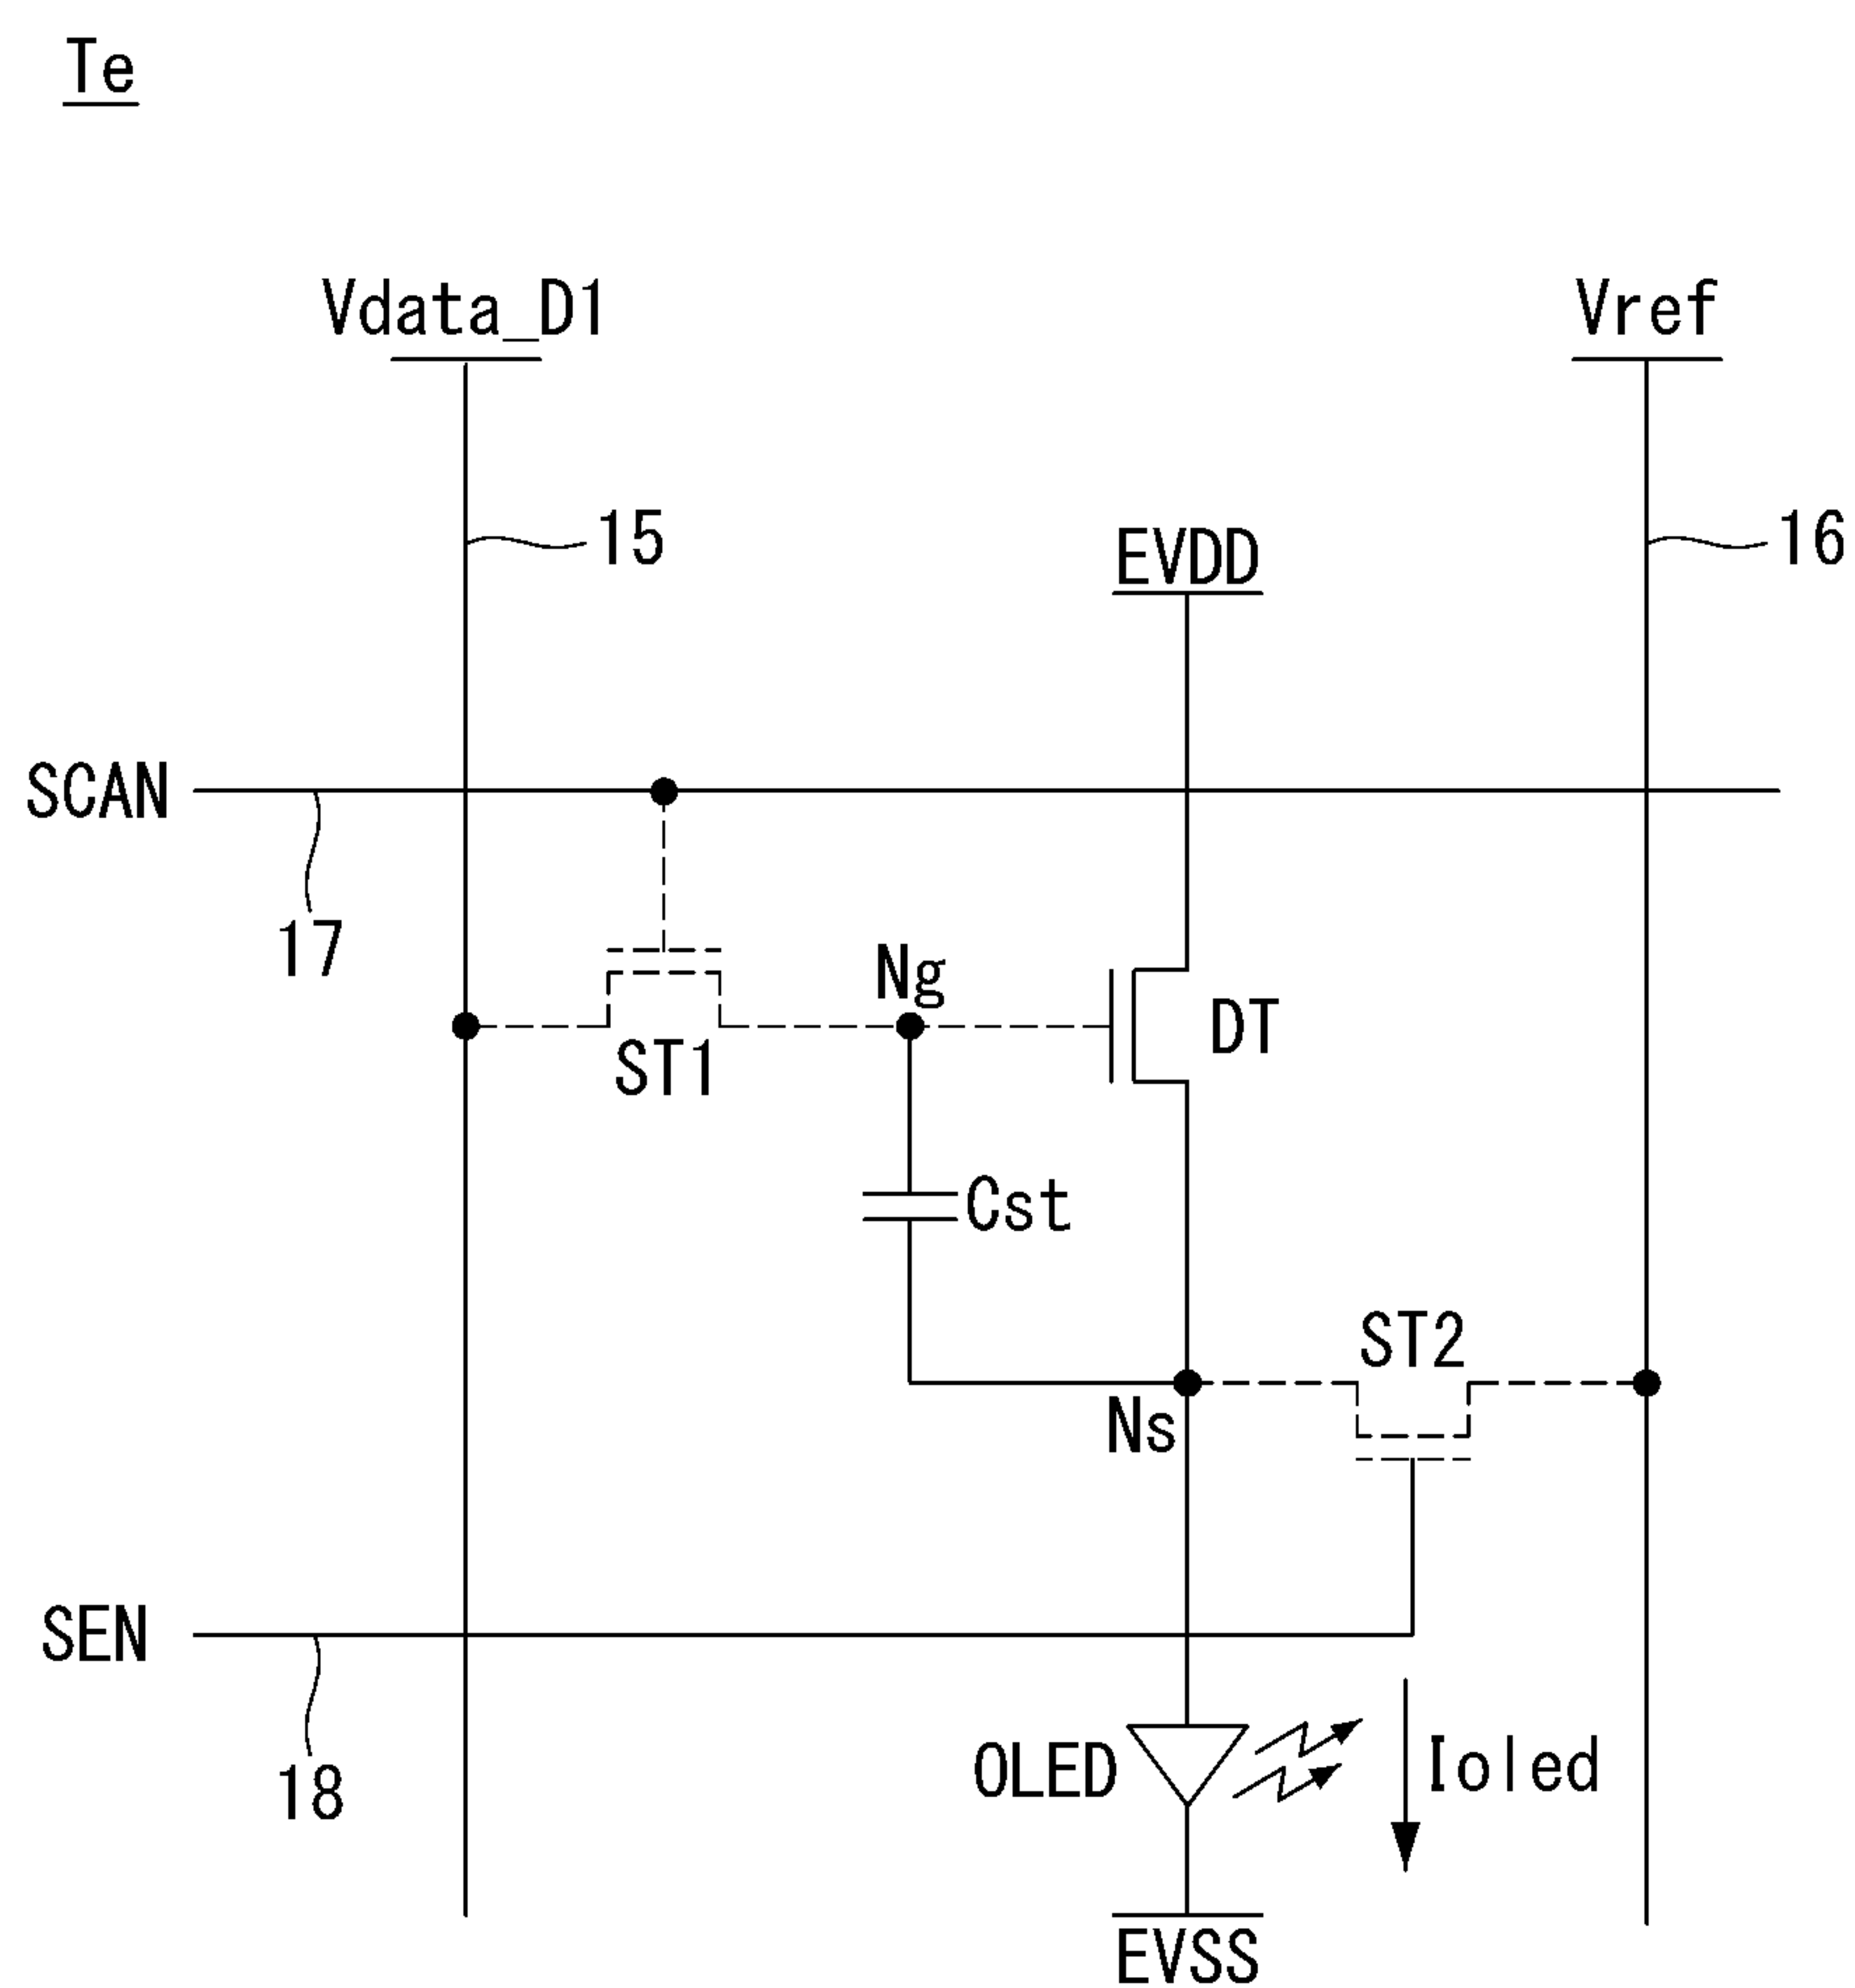 Te
Vdata_D1
Vref
15
EVDD
16
SCAN
17
Ng
DT
ST1
Cst
ST2
Ns
SEN
18
OLED
Ioled
EVSS